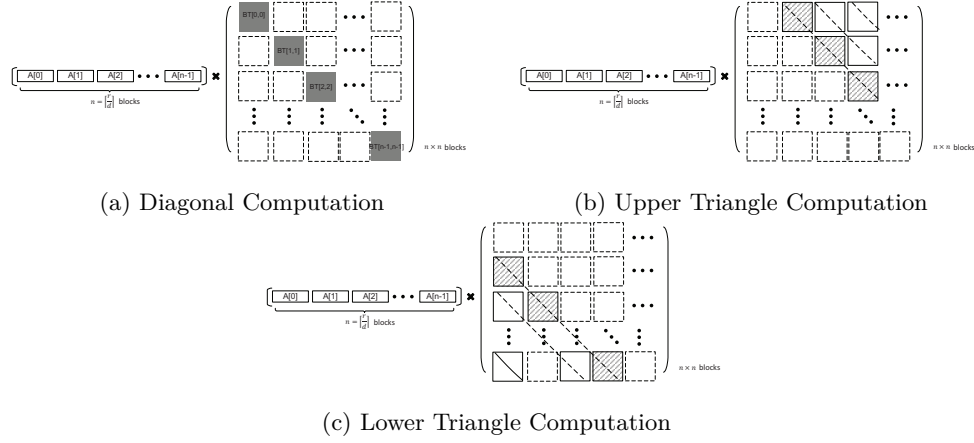 BT[0,0]
BT[1,1]
A[0] A[1] A[2] A[n-1]
BT[2,2]
n = ⌈r/d⌉ blocks
BT[n-1,n-1]
n × n blocks
(a) Diagonal Computation
A[0] A[1] A[2] A[n-1]
n = ⌈r/d⌉ blocks
n × n blocks
(b) Upper Triangle Computation
A[0] A[1] A[2] A[n-1]
n = ⌈r/d⌉ blocks
n × n blocks
(c) Lower Triangle Computation